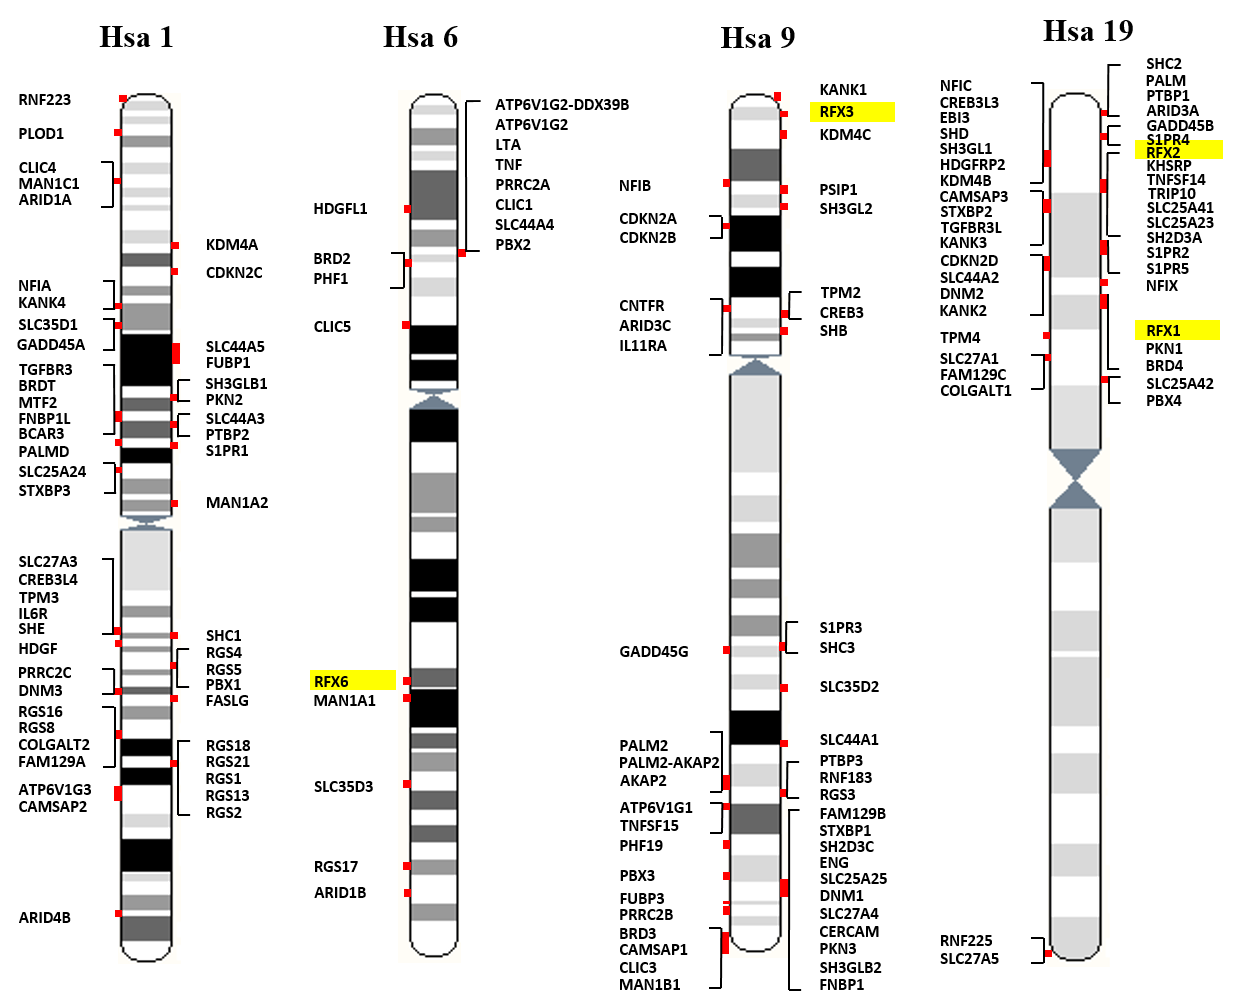 Hsa 1
RNF223
PLOD1
CLIC4
MAN1C1
ARID1A
NFIA
KANK4
SLC35D1
GADD45A
TGFBR3
BRDT
MTF2
FNBP1L
BCAR3
PALMD
SLC25A24
STXBP3
SLC27A3
CREB3L4
TPM3
IL6R
SHE
HDGF
PRRC2C
DNM3
RGS16
RGS8
COLGALT2
FAM129A
ATP6V1G3
CAMSAP2
ARID4B
KDM4A
CDKN2C
SLC44A5
FUBP1
SH3GLB1
PKN2
SLC44A3
PTBP2
S1PR1
MAN1A2
SHC1
RGS4
RGS5
PBX1
FASLG
RGS18
RGS21
RGS1
RGS13
RGS2
Hsa 6
HDGFL1
BRD2
PHF1
CLIC5
RFX6
MAN1A1
SLC35D3
RGS17
ARID1B
ATP6V1G2-DDX39B
ATP6V1G2
LTA
TNF
PRRC2A
CLIC1
SLC44A4
PBX2
Hsa 9
NFIB
CDKN2A
CDKN2B
CNTFR
ARID3C
IL11RA
GADD45G
PALM2
PALM2-AKAP2
AKAP2
ATP6V1G1
TNFSF15
PHF19
PBX3
FUBP3
PRRC2B
BRD3
CAMSAP1
CLIC3
MAN1B1
KANK1
RFX3
KDM4C
PSIP1
SH3GL2
TPM2
CREB3
SHB
S1PR3
SHC3
SLC35D2
SLC44A1
PTBP3
RNF183
RGS3
FAM129B
STXBP1
SH2D3C
ENG
SLC25A25
DNM1
SLC27A4
CERCAM
PKN3
SH3GLB2
FNBP1
Hsa 19
NFIC
CREB3L3
EBI3
SHD
SH3GL1
HDGFRP2
KDM4B
CAMSAP3
STXBP2
TGFBR3L
KANK3
CDKN2D
SLC44A2
DNM2
KANK2
TPM4
SLC27A1
FAM129C
COLGALT1
RNF225
SLC27A5
SHC2
PALM
PTBP1
ARID3A
GADD45B
S1PR4
RFX2
KHSRP
TNFSF14
TRIP10
SLC25A41
SLC25A23
SH2D3A
S1PR2
S1PR5
NFIX
RFX1
PKN1
BRD4
SLC25A42
PBX4